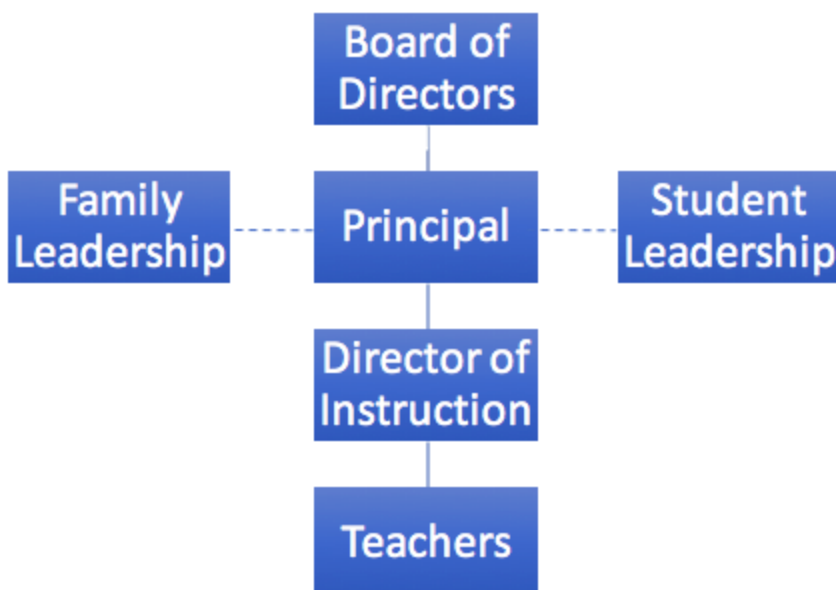 Board of
Directors
Family
Leadership
Principal
Student
Leadership
Director of
Instruction
Teachers